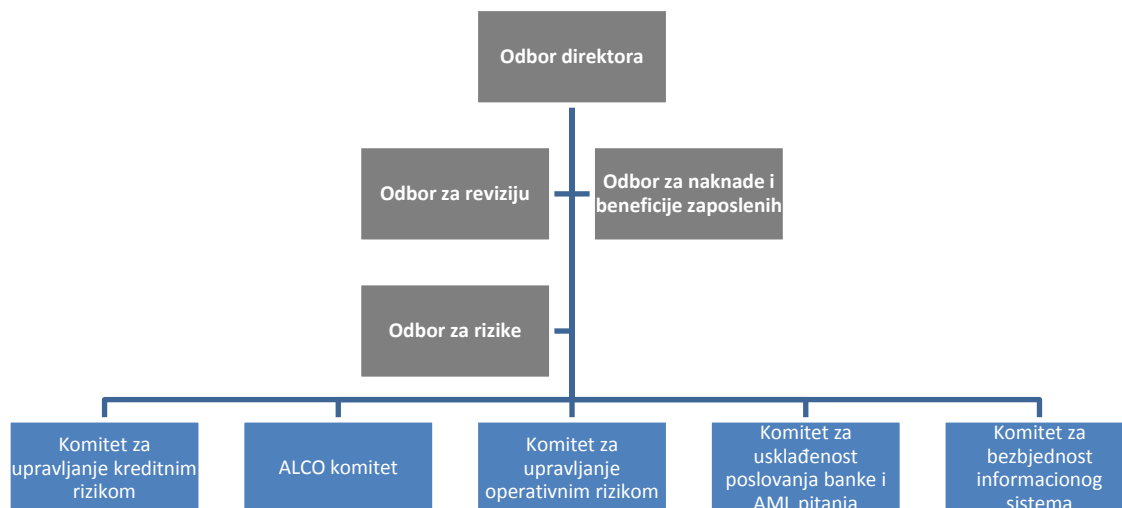 Odbor direktora
Odbor za reviziju
Odbor za naknade i
beneficije zaposlenih
Odbor za rizike
Komitet za
upravljanje kreditnim
rizikom
ALCO komitet
Komitet za
upravljanje
operativnim rizikom
Komitet za
usklađenost
poslovanja banke i
AML pitanja
Komitet za
bezbjednost
informacionog
sistema